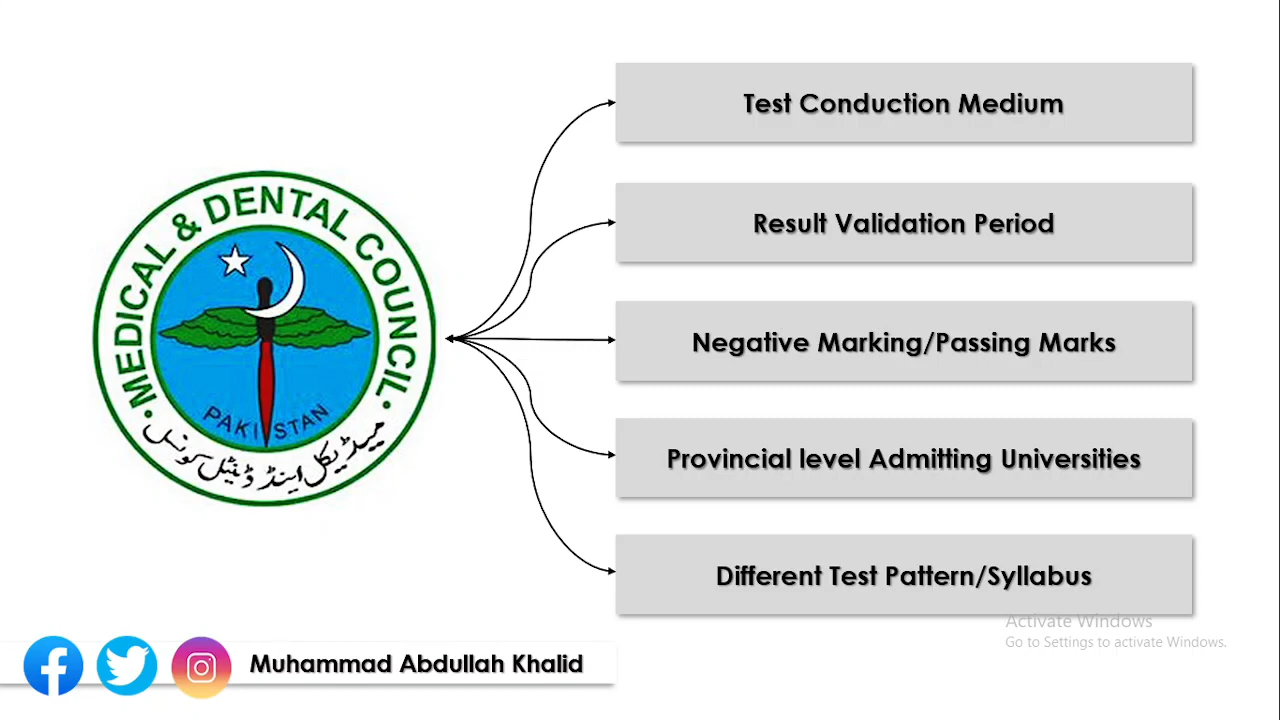 Test Conduction Medium
Result Validation Period
MEDICAL & DENTAL COUNCIL
PAKISTAN
میڈیکل اینڈ ڈینٹل کونسل
Negative Marking/Passing Marks
Provincial level Admitting Universities
Different Test Pattern/Syllabus
Activate Windows
Go to Settings to activate Windows.
Muhammad Abdullah Khalid